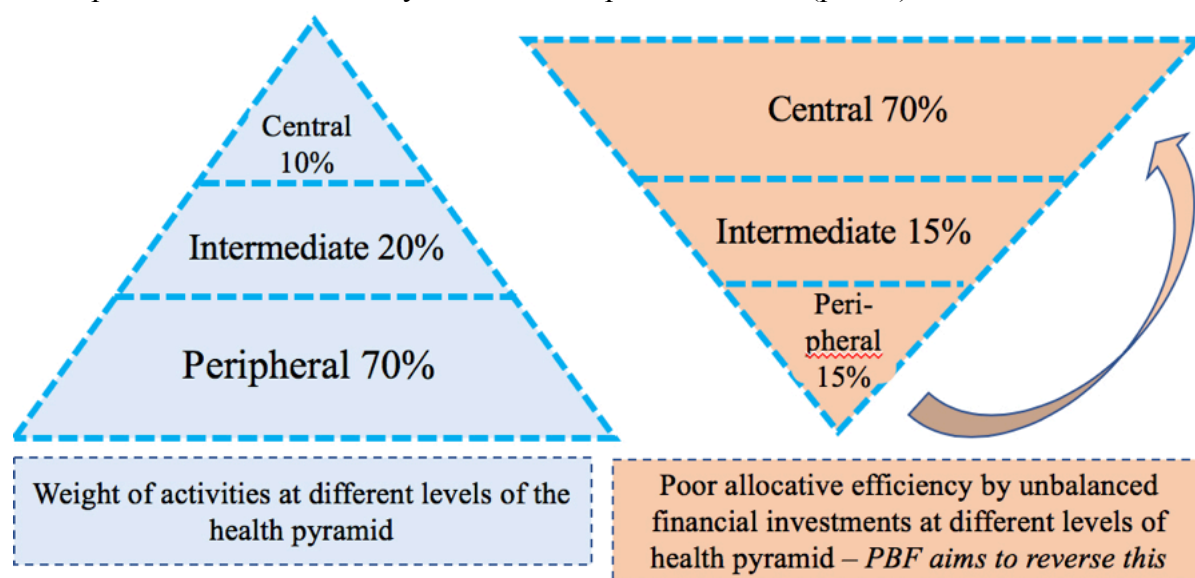 Central
10%
Intermediate 20%
Peripheral 70%
Weight of activities at different levels of the
health pyramid
Central 70%
Intermediate 15%
Peri-
pheral
15%
Poor allocative efficiency by unbalanced
financial investments at different levels of
health pyramid – PBF aims to reverse this